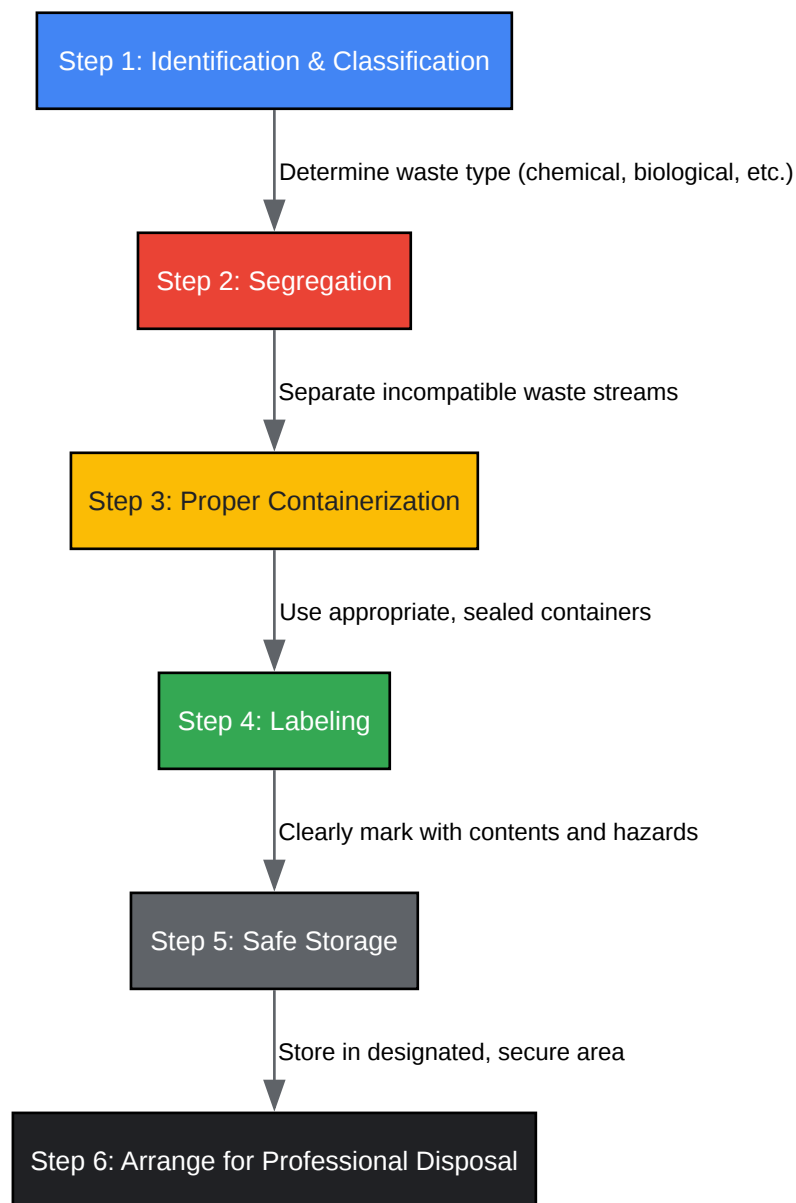 Step 1: Identification & Classification
Determine waste type (chemical, biological, etc.)
Step 2: Segregation
Separate incompatible waste streams
Step 3: Proper Containerization
Use appropriate, sealed containers
Step 4: Labeling
Clearly mark with contents and hazards
Step 5: Safe Storage
Store in designated, secure area
Step 6: Arrange for Professional Disposal